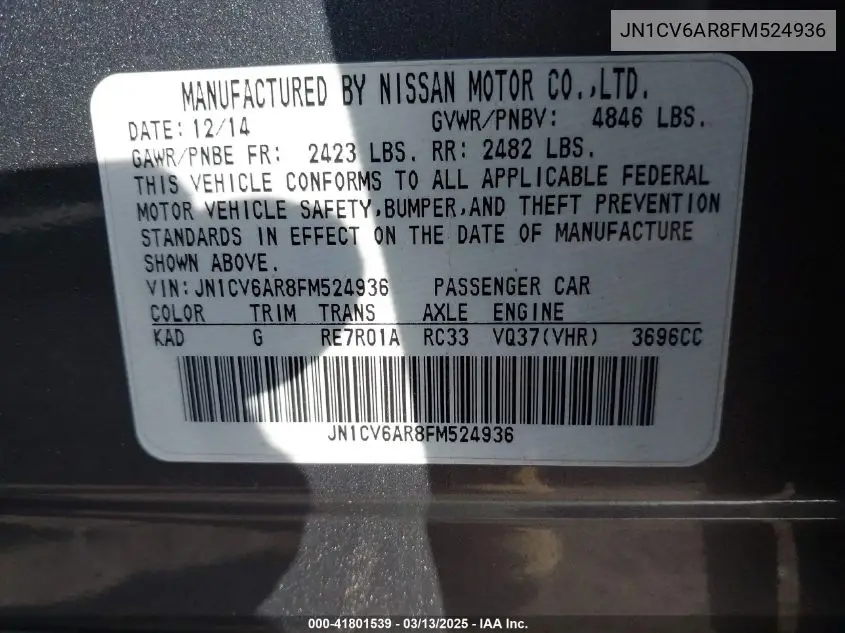 JN1CV6AR8FM524936
MANUFACTURED BY NISSAN MOTOR CO.,LTD.
DATE: 12/14 GVWR/PNBV: 4846 LBS.
GAWR/PNBE FR: 2423 LBS. RR: 2482 LBS.
THIS VEHICLE CONFORMS TO ALL APPLICABLE FEDERAL
MOTOR VEHICLE SAFETY,BUMPER,AND THEFT PREVENTION
STANDARDS IN EFFECT ON THE DATE OF MANUFACTURE
SHOWN ABOVE.
VIN:JN1CV6AR8FM524936 PASSENGER CAR
COLOR TRIM TRANS AXLE ENGINE
KAD G RE7R01A RC33 VQ37(VHR) 3696CC
JN1CV6AR8FM524936
000-41801539 - 03/13/2025 - IAA Inc.